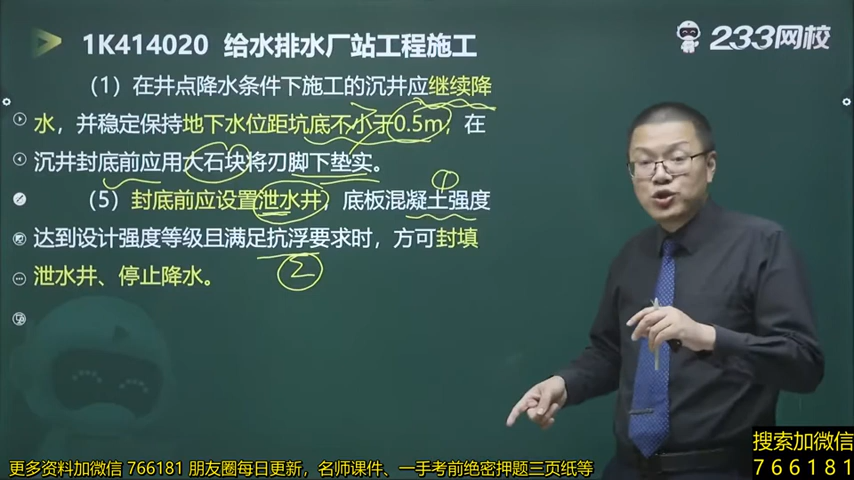 1K414020 给水排水厂站工程施工
233网校
（1）在井点降水条件下施工的沉井应继续降
水，并稳定保持地下水位距坑底不小于0.5m，在
沉井封底前应用大石块将刃脚下垫实。
①
（5）封底前应设置泄水井，底板混凝土强度
达到设计强度等级且满足抗浮要求时，方可封填
②
泄水井、停止降水。
搜索加微信
766181
更多资料加微信 766181 朋友圈每日更新，名师课件、一手考前绝密押题三页纸等